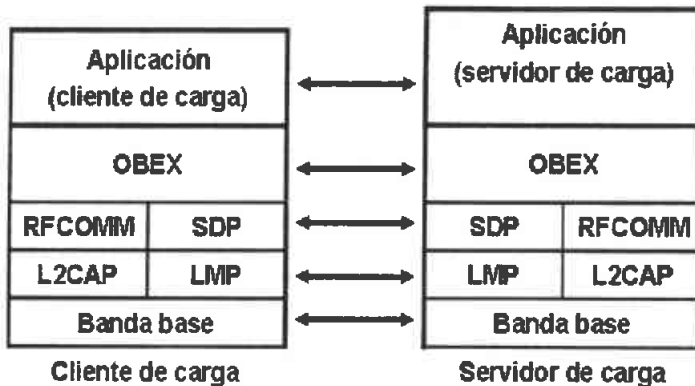 Aplicación
(cliente de carga)
OBEX
RFCOMM SDP
L2CAP LMP
Banda base
Cliente de carga
Aplicación
(servidor de carga)
OBEX
SDP RFCOMM
LMP L2CAP
Banda base
Servidor de carga